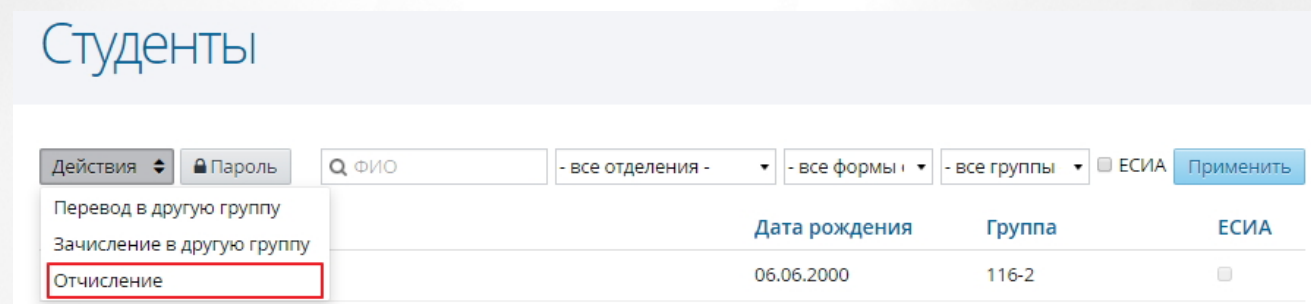 Студенты
Действия Пароль ФИО - все отделения - - все формы - все группы ЕСИА Применить
Перевод в другую группу
Зачисление в другую группу
Дата рождения Группа ЕСИА
Отчисление
06.06.2000 116-2